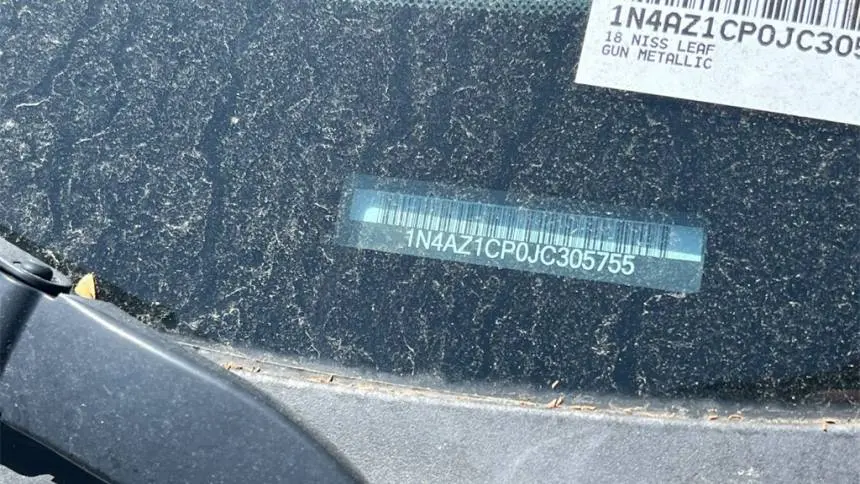 1N4AZ1CP0JC305
18 NISS LEAF
GUN METALLIC
1N4AZ1CP0JC305755